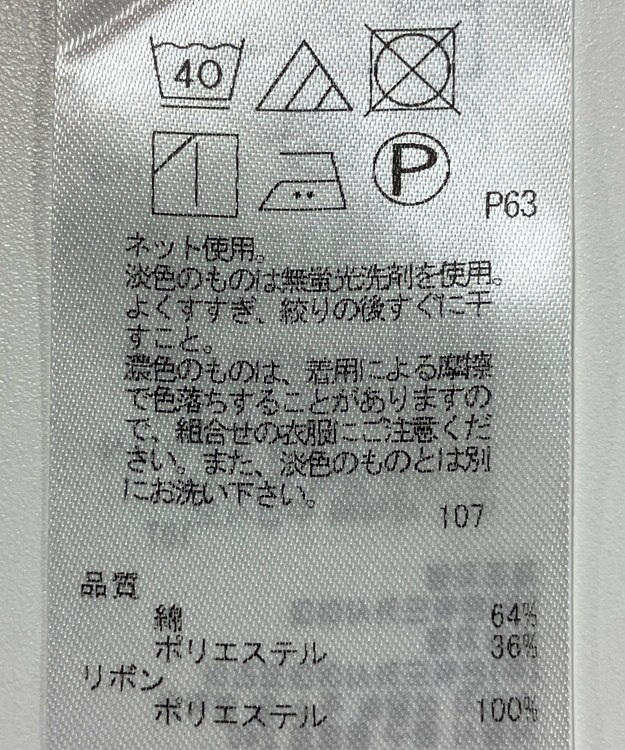 40
P
P63
ネット使用。
淡色のものは無蛍光洗剤を使用。
よくすすぎ、絞りの後すぐに干
すこと。
濃色のものは、着用による摩擦
で色落ちすることがありますの
で、組合せの衣服にご注意くだ
さい。また、淡色のものとは別
にお洗い下さい。
107
品質
綿 64%
ポリエステル 36%
リボン
ポリエステル 100%